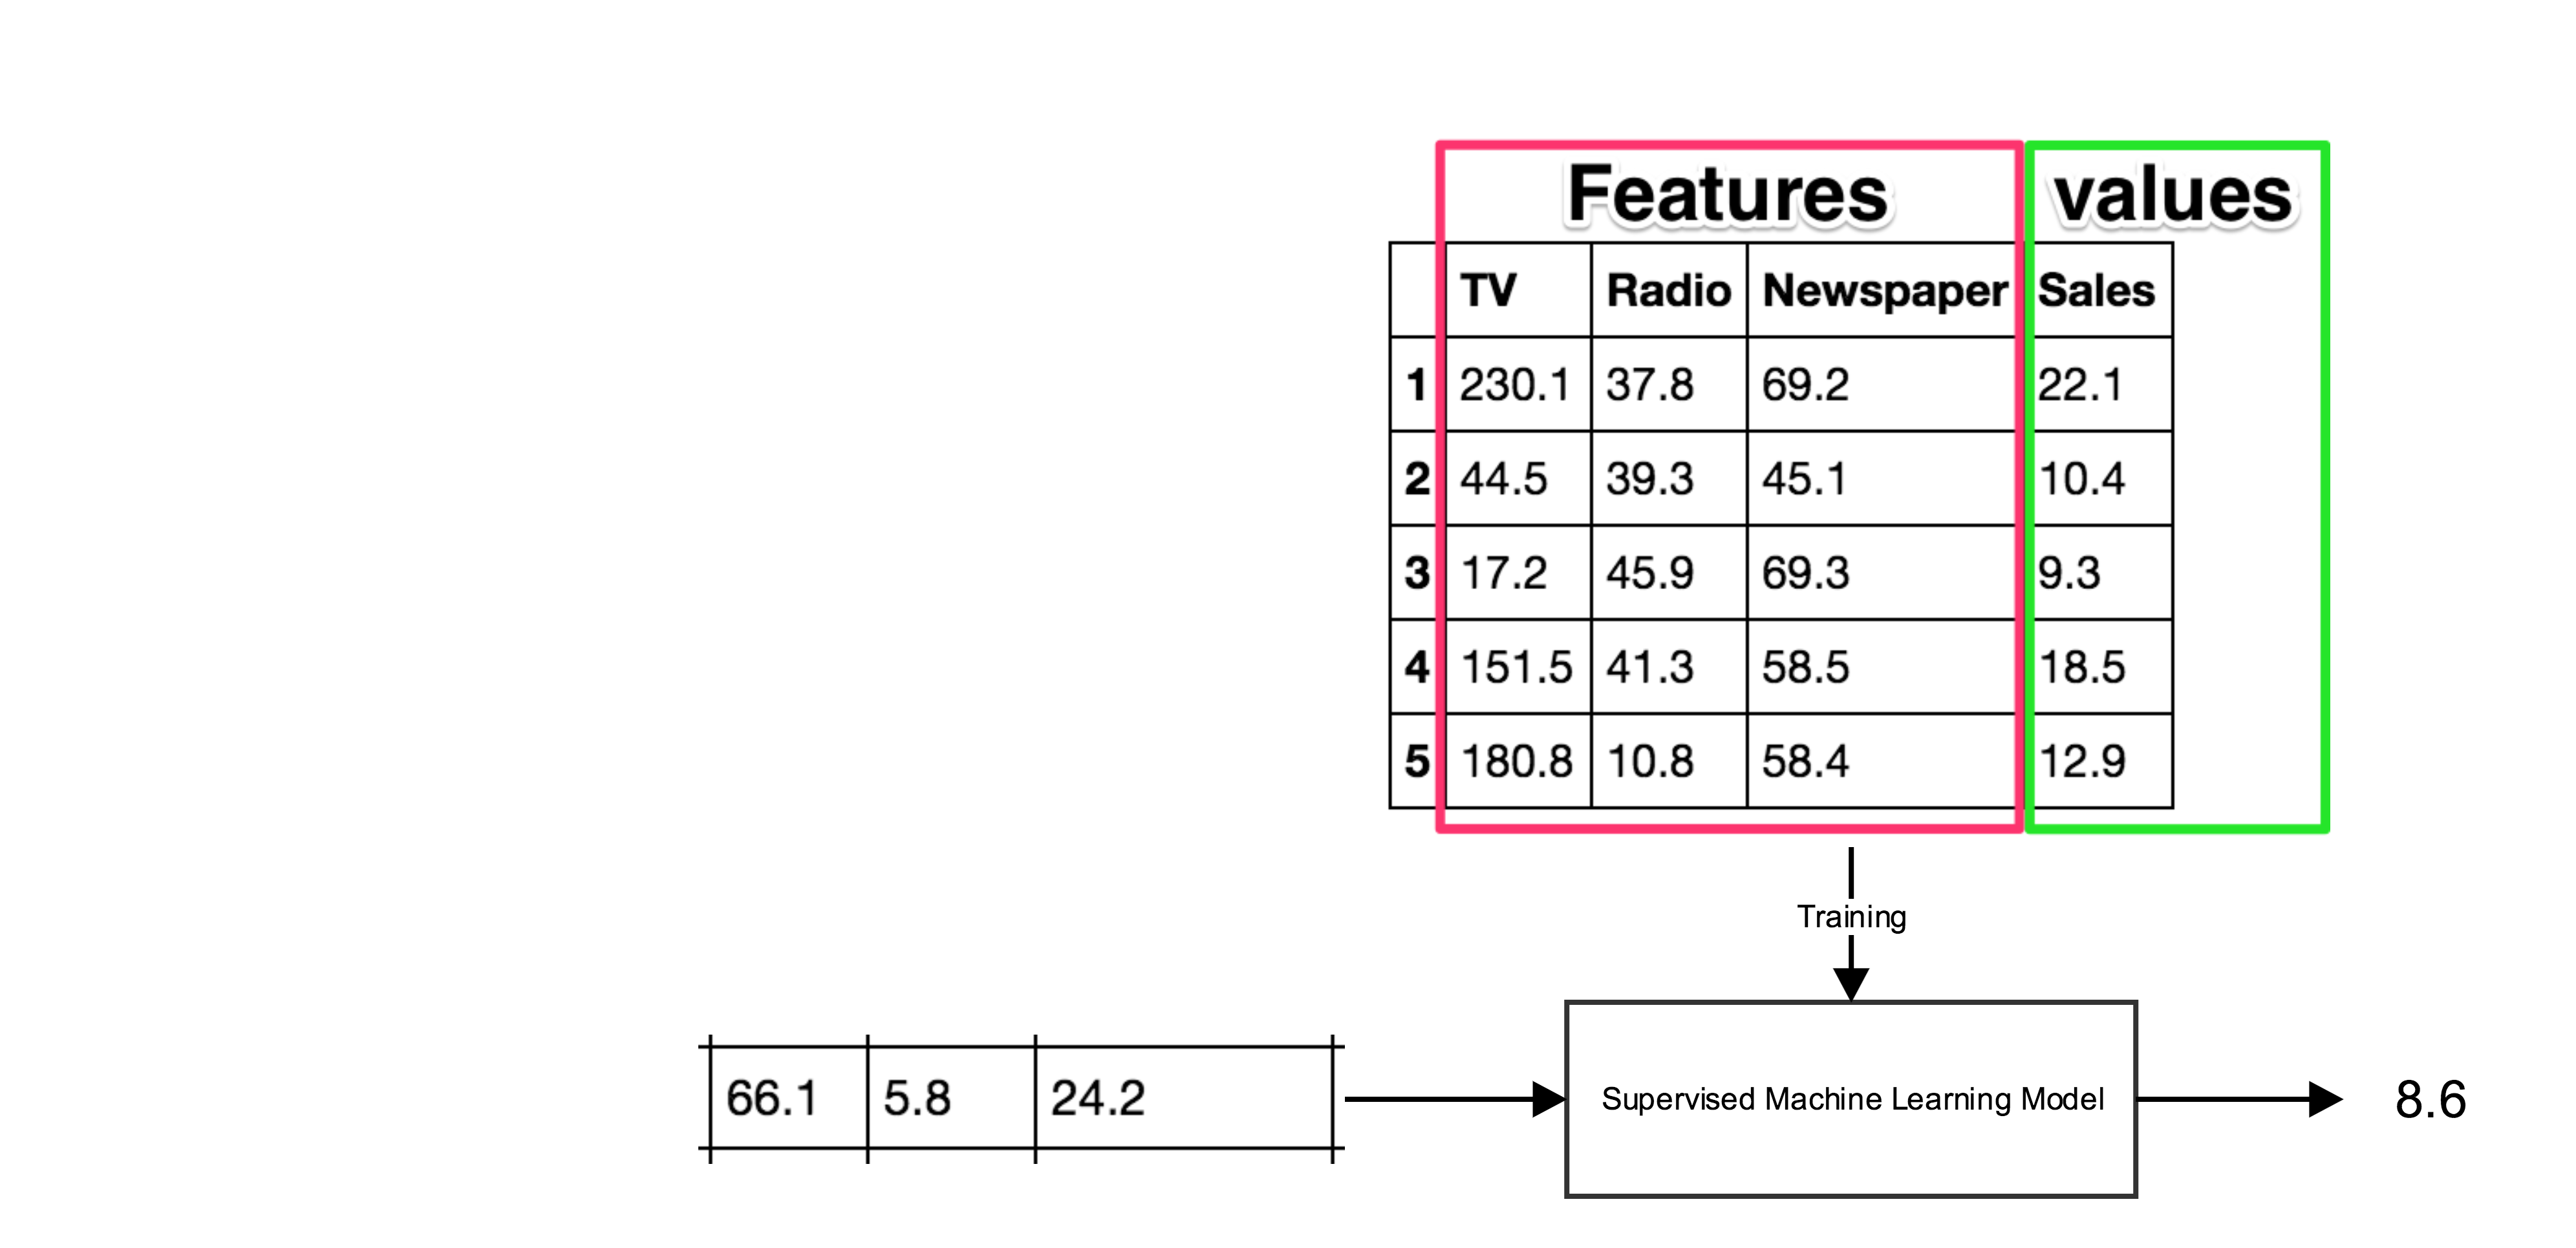 Features values
TV Radio Newspaper Sales
1 230.1 37.8 69.2 22.1
2 44.5 39.3 45.1 10.4
3 17.2 45.9 69.3 9.3
4 151.5 41.3 58.5 18.5
5 180.8 10.8 58.4 12.9
Training
66.1 5.8 24.2 Supervised Machine Learning Model 8.6